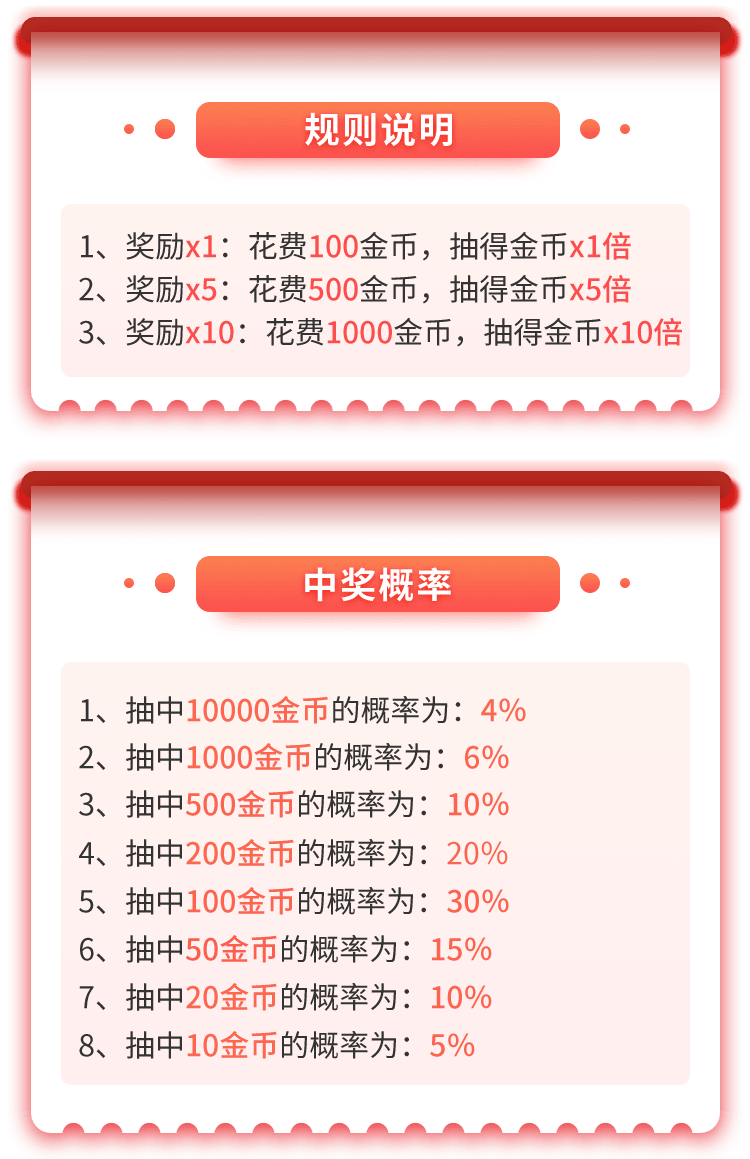 规则说明
1、奖励x1：花费100金币，抽得金币x1倍
2、奖励x5：花费500金币，抽得金币x5倍
3、奖励x10：花费1000金币，抽得金币x10倍
中奖概率
1、抽中10000金币的概率为：4%
2、抽中1000金币的概率为：6%
3、抽中500金币的概率为：10%
4、抽中200金币的概率为：20%
5、抽中100金币的概率为：30%
6、抽中50金币的概率为：15%
7、抽中20金币的概率为：10%
8、抽中10金币的概率为：5%